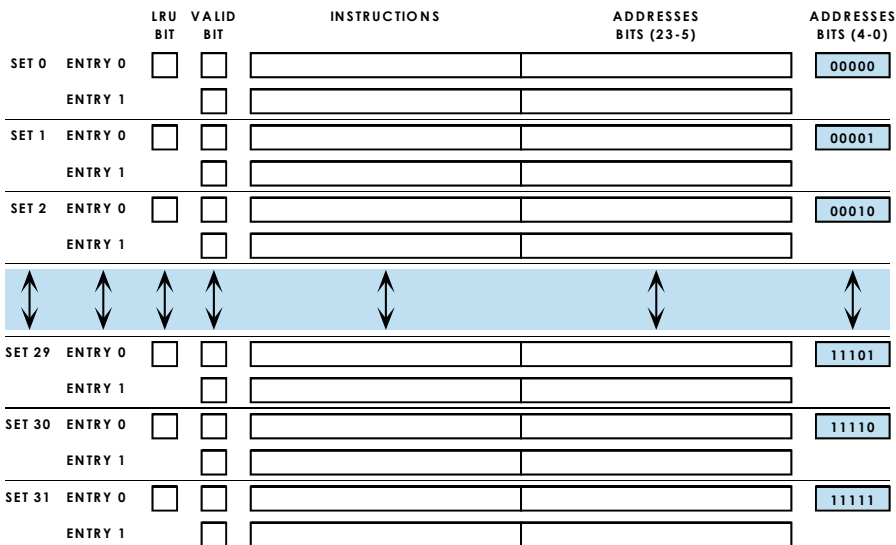 LRU BIT VALID BIT INSTRUCTIONS ADDRESSES BITS (23-5) ADDRESSES BITS (4-0)
SET 0 ENTRY 0 00000
ENTRY 1
SET 1 ENTRY 0 00001
ENTRY 1
SET 2 ENTRY 0 00010
ENTRY 1
SET 29 ENTRY 0 11101
ENTRY 1
SET 30 ENTRY 0 11110
ENTRY 1
SET 31 ENTRY 0 11111
ENTRY 1